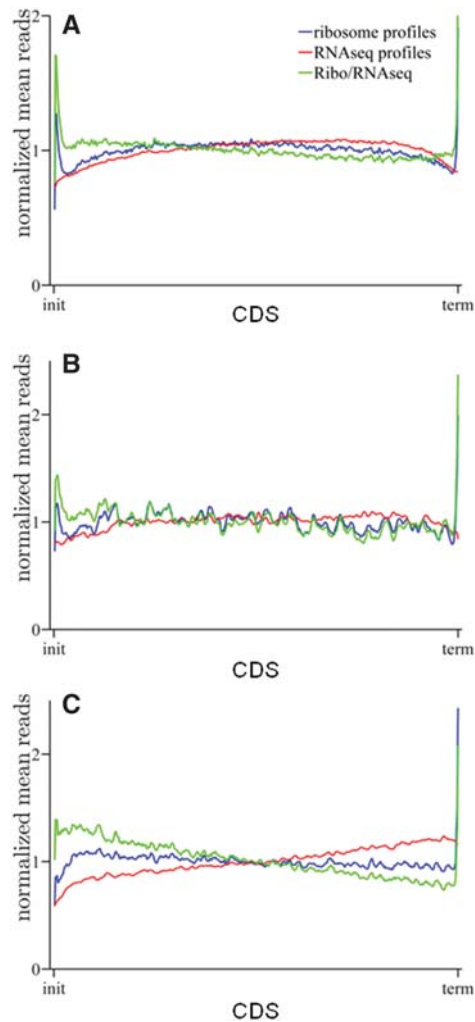 A
2
ribosome profiles
RNAseq profiles
Ribo/RNAseq
normalized mean reads
1
0
init
CDS
term
B
2
normalized mean reads
1
0
init
CDS
term
C
2
normalized mean reads
1
0
init
CDS
term